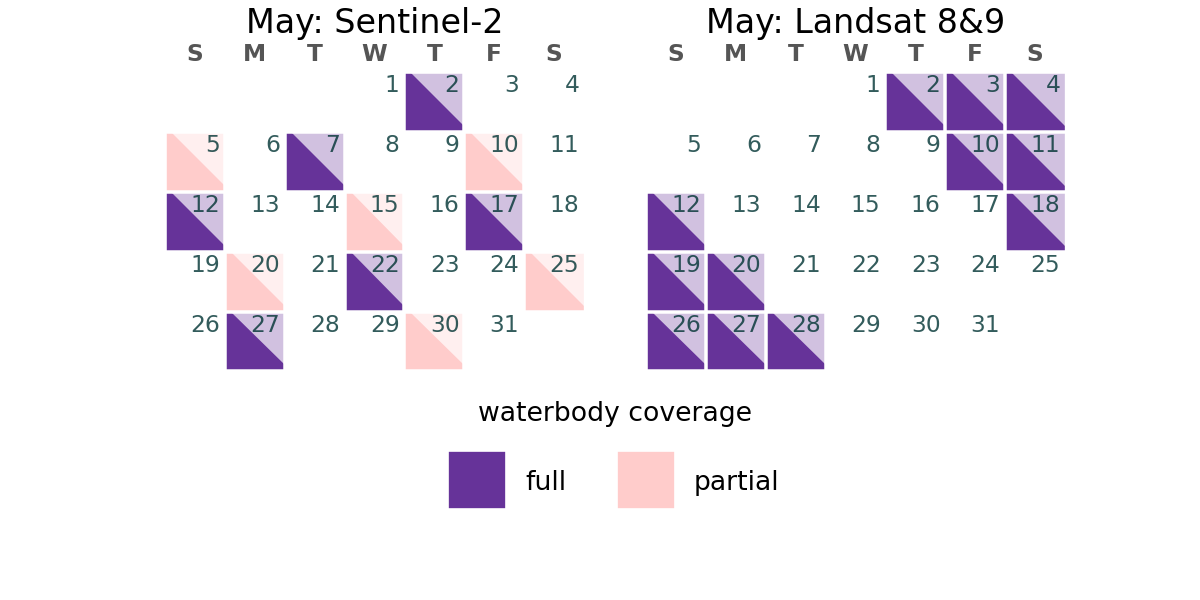 May: Sentinel-2
S M T W T F S
1 2 3 4
5 6 7 8 9 10 11
12 13 14 15 16 17 18
19 20 21 22 23 24 25
26 27 28 29 30 31
May: Landsat 8&9
S M T W T F S
1 2 3 4
5 6 7 8 9 10 11
12 13 14 15 16 17 18
19 20 21 22 23 24 25
26 27 28 29 30 31
waterbody coverage
full partial